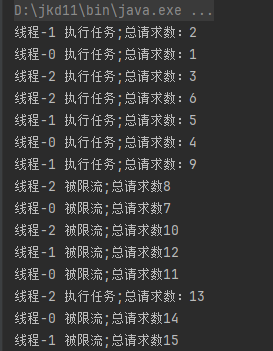 D:\jkd11\bin\java.exe ...
线程-1 执行任务;总请求数：2
线程-0 执行任务;总请求数：1
线程-2 执行任务;总请求数：3
线程-2 执行任务;总请求数：6
线程-1 执行任务;总请求数：5
线程-0 执行任务;总请求数：4
线程-1 执行任务;总请求数：9
线程-2 被限流;总请求数8
线程-0 被限流;总请求数7
线程-2 被限流;总请求数10
线程-1 被限流;总请求数12
线程-0 被限流;总请求数11
线程-2 执行任务;总请求数：13
线程-0 被限流;总请求数14
线程-1 被限流;总请求数15